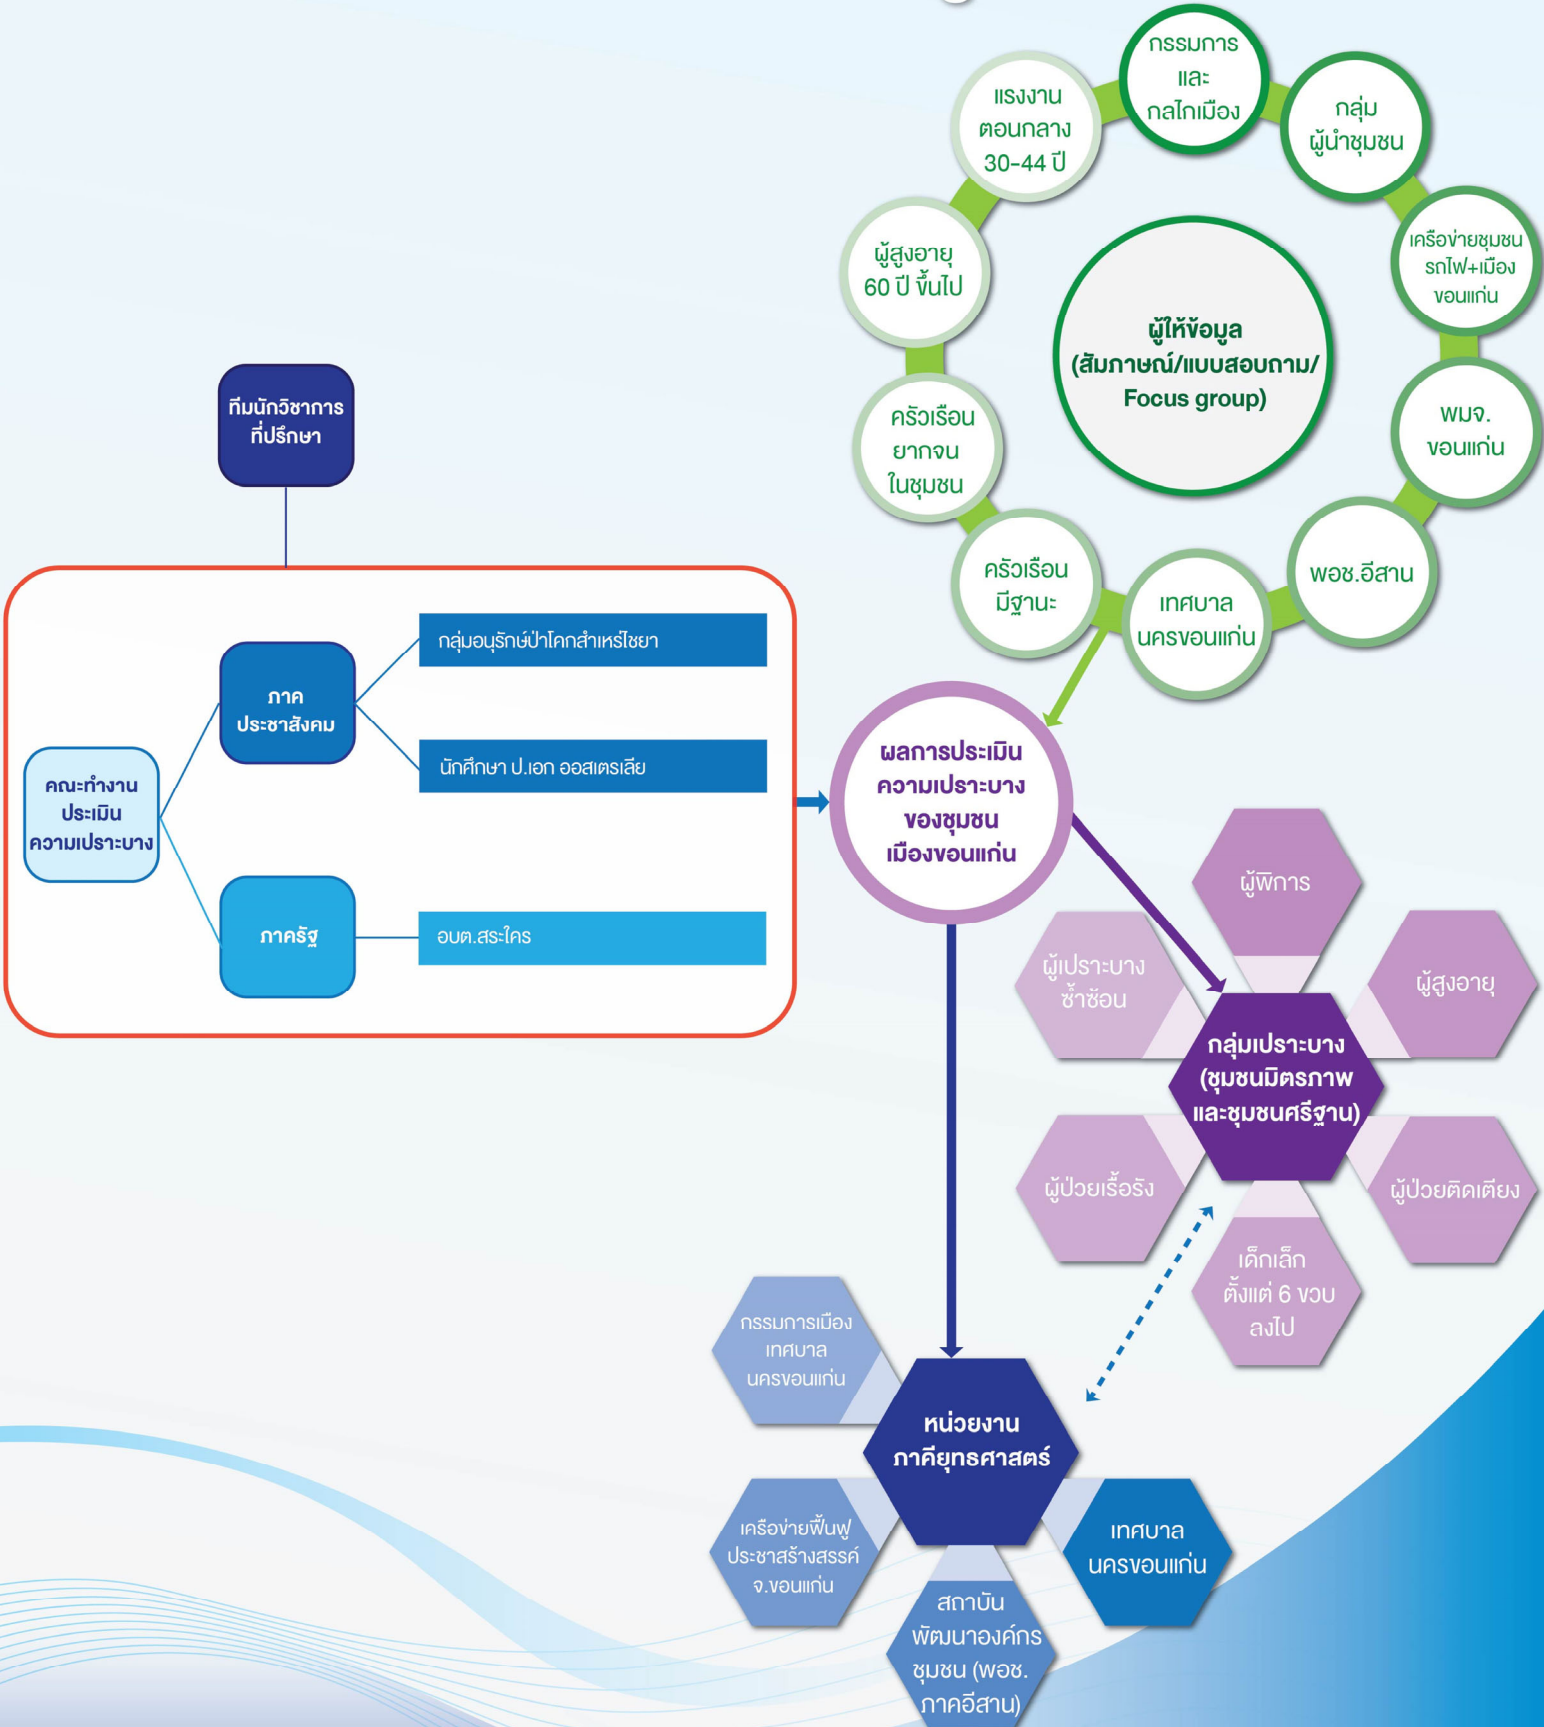 กรรมการ
และ
กลไกเมือง
กลุ่ม
ผู้นำชุมชน
เครือข่ายชุมชน
รถไฟ+เมือง
ขอนแก่น
พมจ.
ขอนแก่น
พอช.อีสาน
เทศบาล
นครขอนแก่น
ครัวเรือน
มีฐานะ
ครัวเรือน
ยากจน
ในชุมชน
ผู้สูงอายุ
60 ปี ขึ้นไป
แรงงาน
ตอนกลาง
30-44 ปี
ผู้ให้ข้อมูล
(สัมภาษณ์/แบบสอบถาม/
Focus group)
ทีมนักวิชาการ
ที่ปรึกษา
คณะทำงาน
ประเมิน
ความเปราะบาง
ภาค
ประชาสังคม
กลุ่มอนุรักษ์ป่าโคกสำเหร่ไชยา
นักศึกษา ป.เอก ออสเตรเลีย
ภาครัฐ
อบต.สระใคร
ผลการประเมิน
ความเปราะบาง
ของชุมชน
เมืองขอนแก่น
ผู้พิการ
ผู้สูงอายุ
ผู้ป่วยติดเตียง
เด็กเล็ก
ตั้งแต่ 6 ขวบ
ลงไป
ผู้ป่วยเรื้อรัง
ผู้เปราะบาง
ซ้ำซ้อน
กลุ่มเปราะบาง
(ชุมชนมิตรภาพ
และชุมชนศรีฐาน)
กรรมการเมือง
เทศบาล
นครขอนแก่น
หน่วยงาน
ภาคียุทธศาสตร์
เครือข่ายฟื้นฟู
ประชาสร้างสรรค์
จ.ขอนแก่น
สถาบัน
พัฒนาองค์กร
ชุมชน (พอช.
ภาคอีสาน)
เทศบาล
นครขอนแก่น